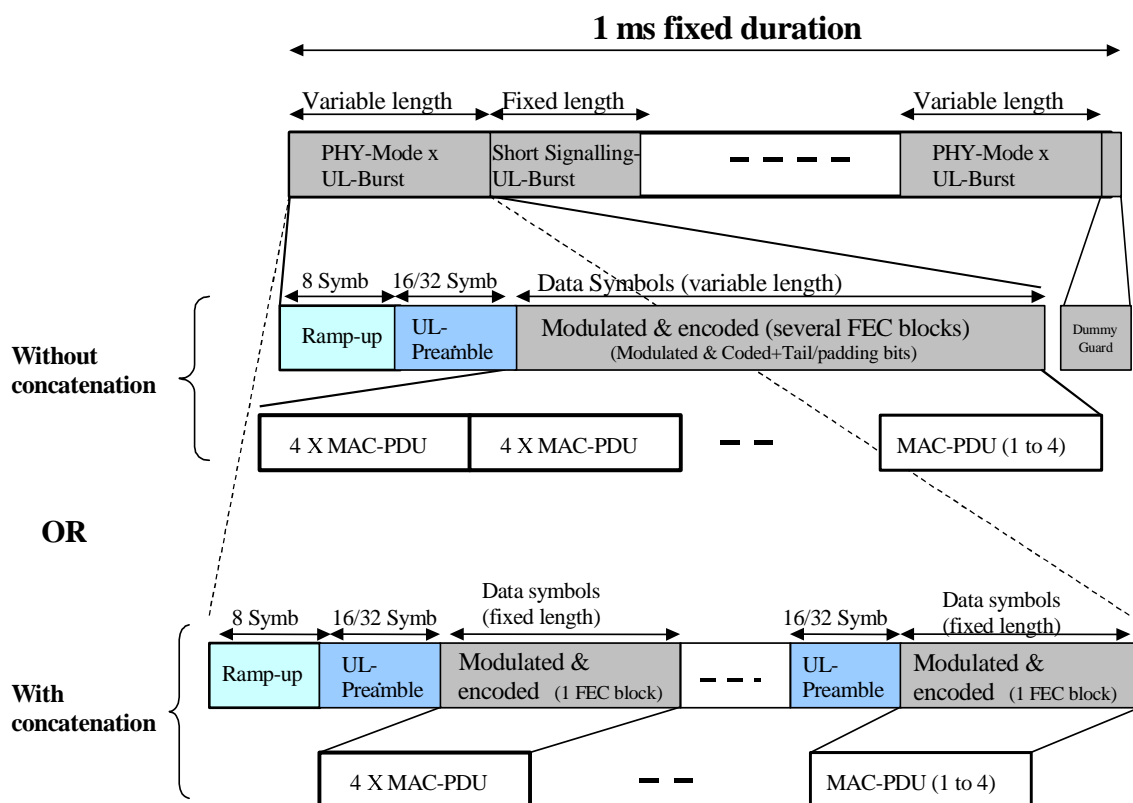 1 ms fixed duration
Variable length
Fixed length
Variable length
PHY-Mode x
UL-Burst
Short Signalling-
UL-Burst
PHY-Mode x
UL-Burst
8 Symb
16/32 Symb
Data Symbols (variable length)
Without
concatenation
Ramp-up
UL-
Preamble
Modulated & encoded (several FEC blocks)
(Modulated & Coded+Tail/padding bits)
Dummy
Guard
4 X MAC-PDU
4 X MAC-PDU
MAC-PDU (1 to 4)
OR
8 Symb
16/32 Symb
Data symbols
(fixed length)
16/32 Symb
Data symbols
(fixed length)
With
concatenation
Ramp-up
UL-
Preamble
Modulated &
encoded (1 FEC block)
UL-
Preamble
Modulated &
encoded (1 FEC block)
4 X MAC-PDU
MAC-PDU (1 to 4)